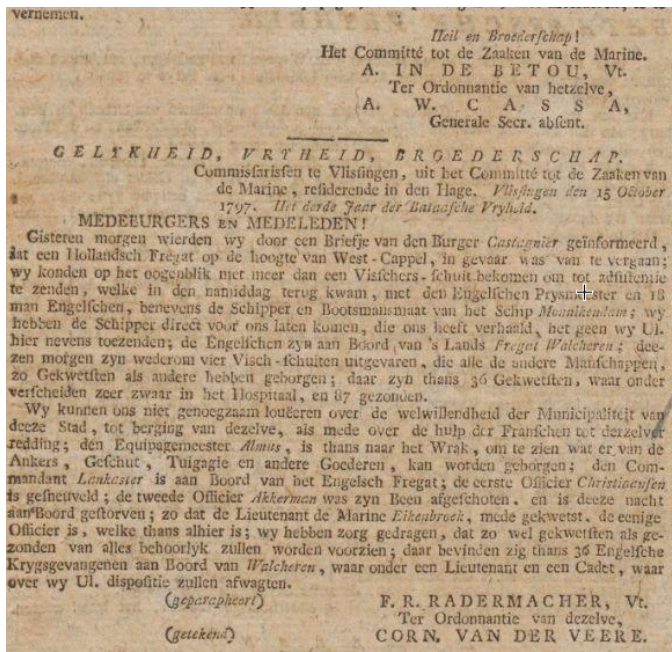 vernemen.
Heil en Broederschap!
Het Committé tot de Zaaken van de Marine.
A. IN DE BETOU, Vt.
Ter Ordonnantie van hetzelve,
A. W. CASSA,
Generale Secr. absent.
GELYKHEID, VRYHEID, BROEDERSCHAP.
Commissarissen te Vlissingen, uit het Committé tot de Zaaken van
de Marine, residerende in den Hage. Vlissingen den 15 October
1797. Het derde Jaar der Bataafsche Vryheid.
MEDEBURGERS EN MEDELEDEN!
Gisteren morgen wierden wy door een Briefje van den Burger Castagnier geïnformeerd,
dat een Hollandsch Fregat op de hoogte van West-Cappel, in gevaar was van te vergaan;
wy konden op het oogenblik niet meer dan een Visschers-schuit bekomen om tot adsistentie
te zenden, welke in den namiddag terug kwam, met den Engelschen Prysmeester en 18
man Engelschen, benevens de Schipper en Bootsmansmaat van het Schip Monnikendam; wy
hebben de Schipper direct voor ons laten komen, die ons heeft verhaald, het geen wy Ul.
hier nevens toezenden; de Engelschen zyn aan Boord van 's Lands Fregat Walcheren; dee-
zen morgen zyn wederom vier Visch-schuiten uitgevaren, die alle de andere Manschappen,
zo Gekwetsten als andere hebben geborgen; daar zyn thans 36 Gekwetsten, waar onder
verscheiden zeer zwaar in het Hospitaal, en 87 gezonden.
Wy kunnen ons niet genoegzaam loueeren over de welwillendheid der Municipaliteit van
deeze Stad, tot berging van dezelve, als mede over de hulp der Franschen tot derzelver
redding; den Equipagemeester Almus, is thans naar het Wrak, om te zien wat er van de
Ankers, Geschut, Tuigagie en andere Goederen, kan worden geborgen; den Com-
mandant Lankaster is aan Boord van het Engelsch Fregat; de eerste Officier Christiaensen
is gesneuveld; de tweede Officier Akkerman was zyn Been afgeschoten, en is deeze nacht
aan Boord gestorven; zo dat de Lieutenant de Marine Eikenbroek, mede gekwetst, de eenige
Officier is, welke thans alhier is; wy hebben zorg gedragen, dat zo wel gekwetsten als ge-
zonden van alles behoorlyk zullen worden voorzien; daar bevinden zig thans 36 Engelsche
Krygsgevangenen aan Boord van Walcheren, waar onder een Lieutenant en een Cadet, waar
over wy Ul. dispositie zullen afwagten.
(geparapheert) F. R. RADERMACHER, Vt.
Ter Ordonnantie van dezelve,
(getekend) CORN. VAN DER VEERE.